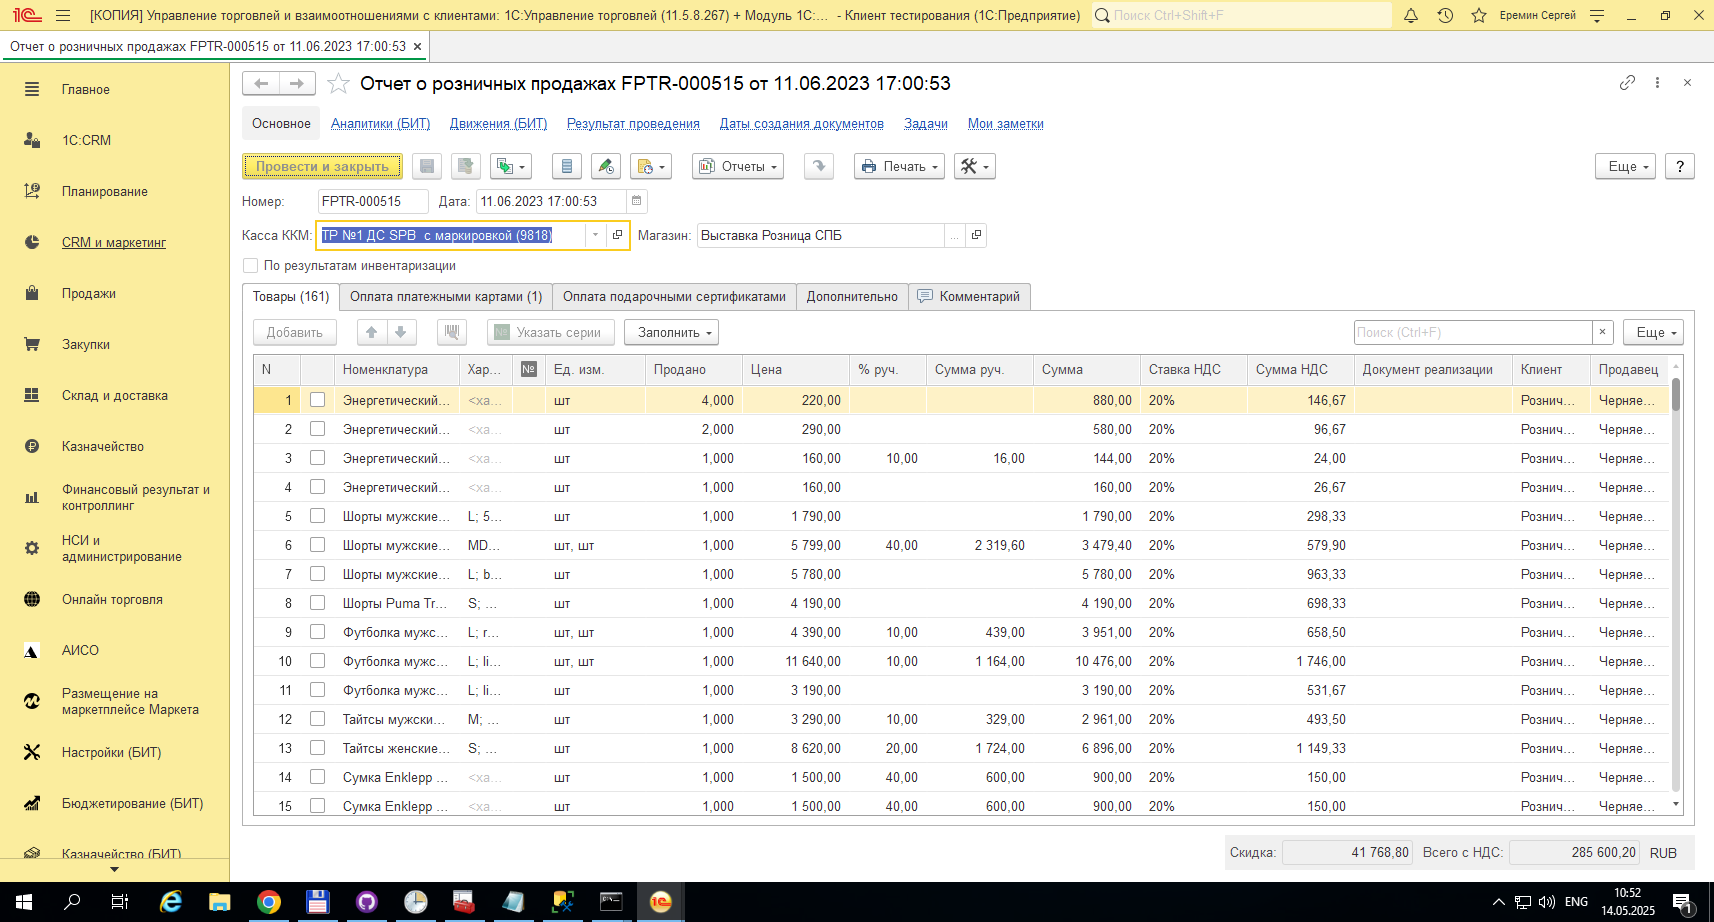 [КОПИЯ] Управление торговлей и взаимоотношениями с клиентами: 1С:Управление торговлей (11.5.8.267) + Модуль 1С:... - Клиент тестирования (1С:Предприятие)
Поиск Ctrl+Shift+F
Еремин Сергей
Отчет о розничных продажах FPTR-000515 от 11.06.2023 17:00:53 ×
Главное
1С:CRM
Планирование
CRM и маркетинг
Продажи
Закупки
Склад и доставка
Казначейство
Финансовый результат и
контроллинг
НСИ и
администрирование
Онлайн торговля
АИСО
Размещение на
маркетплейсе Маркета
Настройки (БИТ)
Бюджетирование (БИТ)
Казначейство (БИТ)
Отчет о розничных продажах FPTR-000515 от 11.06.2023 17:00:53
Основное Аналитики (БИТ) Движения (БИТ) Результат проведения Даты создания документов Задачи Мои заметки
Провести и закрыть Отчеты Печать Еще ?
Номер: FPTR-000515 Дата: 11.06.2023 17:00:53
Касса ККМ: ТР №1 ДС SPB с маркировкой (9818) Магазин: Выставка Розница СПБ ...
По результатам инвентаризации
Товары (161) Оплата платежными картами (1) Оплата подарочными сертификатами Дополнительно Комментарий
Добавить Указать серии Заполнить Поиск (Ctrl+F) × Еще
N Номенклатура Хар... № Ед. изм. Продано Цена % руч. Сумма руч. Сумма Ставка НДС Сумма НДС Документ реализации Клиент Продавец
1 Энергетический... <ха... шт 4,000 220,00 880,00 20% 146,67 Рознич... Черняе...
2 Энергетический... <ха... шт 2,000 290,00 580,00 20% 96,67 Рознич... Черняе...
3 Энергетический... <ха... шт 1,000 160,00 10,00 16,00 144,00 20% 24,00 Рознич... Черняе...
4 Энергетический... <ха... шт 1,000 160,00 160,00 20% 26,67 Рознич... Черняе...
5 Шорты мужские... L; 5... шт 1,000 1 790,00 1 790,00 20% 298,33 Рознич... Черняе...
6 Шорты мужские... MD... шт, шт 1,000 5 799,00 40,00 2 319,60 3 479,40 20% 579,90 Рознич... Черняе...
7 Шорты мужские... L; b... шт 1,000 5 780,00 5 780,00 20% 963,33 Рознич... Черняе...
8 Шорты Puma Tr... S; ... шт 1,000 4 190,00 4 190,00 20% 698,33 Рознич... Черняе...
9 Футболка мужс... L; r... шт, шт 1,000 4 390,00 10,00 439,00 3 951,00 20% 658,50 Рознич... Черняе...
10 Футболка мужс... L; li... шт, шт 1,000 11 640,00 10,00 1 164,00 10 476,00 20% 1 746,00 Рознич... Черняе...
11 Футболка мужс... L; li... шт 1,000 3 190,00 3 190,00 20% 531,67 Рознич... Черняе...
12 Тайтсы мужски... M; ... шт 1,000 3 290,00 10,00 329,00 2 961,00 20% 493,50 Рознич... Черняе...
13 Тайтсы женские... S; ... шт 1,000 8 620,00 20,00 1 724,00 6 896,00 20% 1 149,33 Рознич... Черняе...
14 Сумка Enklepp ... <ха... шт 1,000 1 500,00 40,00 600,00 900,00 20% 150,00 Рознич... Черняе...
15 Сумка Enklepp ... <ха... шт 1,000 1 500,00 40,00 600,00 900,00 20% 150,00 Рознич... Черняе...
Скидка: 41 768,80 Всего с НДС: 285 600,20 RUB
ENG
10:52
14.05.2025
1